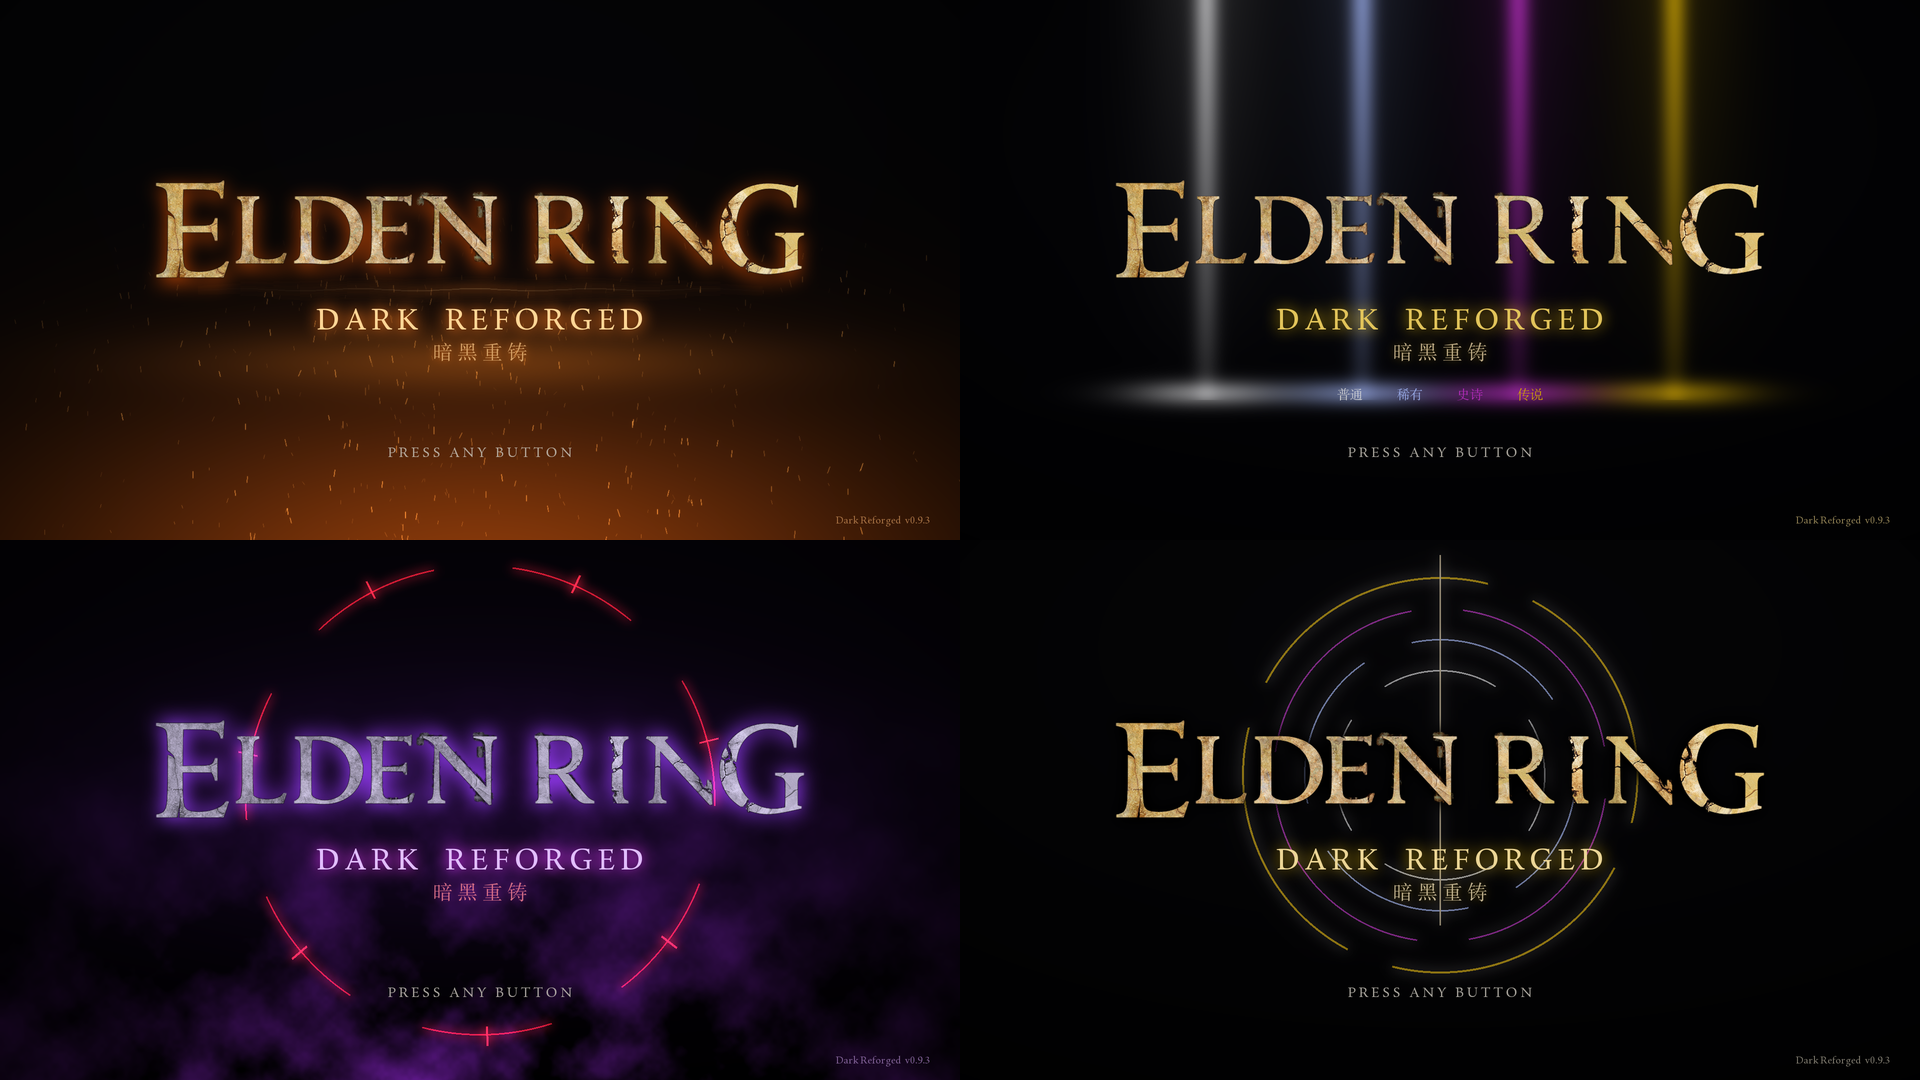 ELDEN RING
DARK REFORGED
暗黑重铸
PRESS ANY BUTTON
Dark Reforged v0.9.3
ELDEN RING
DARK REFORGED
暗黑重铸
普通 稀有 史诗 传说
PRESS ANY BUTTON
Dark Reforged v0.9.3
ELDEN RING
DARK REFORGED
暗黑重铸
PRESS ANY BUTTON
Dark Reforged v0.9.3
ELDEN RING
DARK REFORGED
暗黑重铸
PRESS ANY BUTTON
Dark Reforged v0.9.3